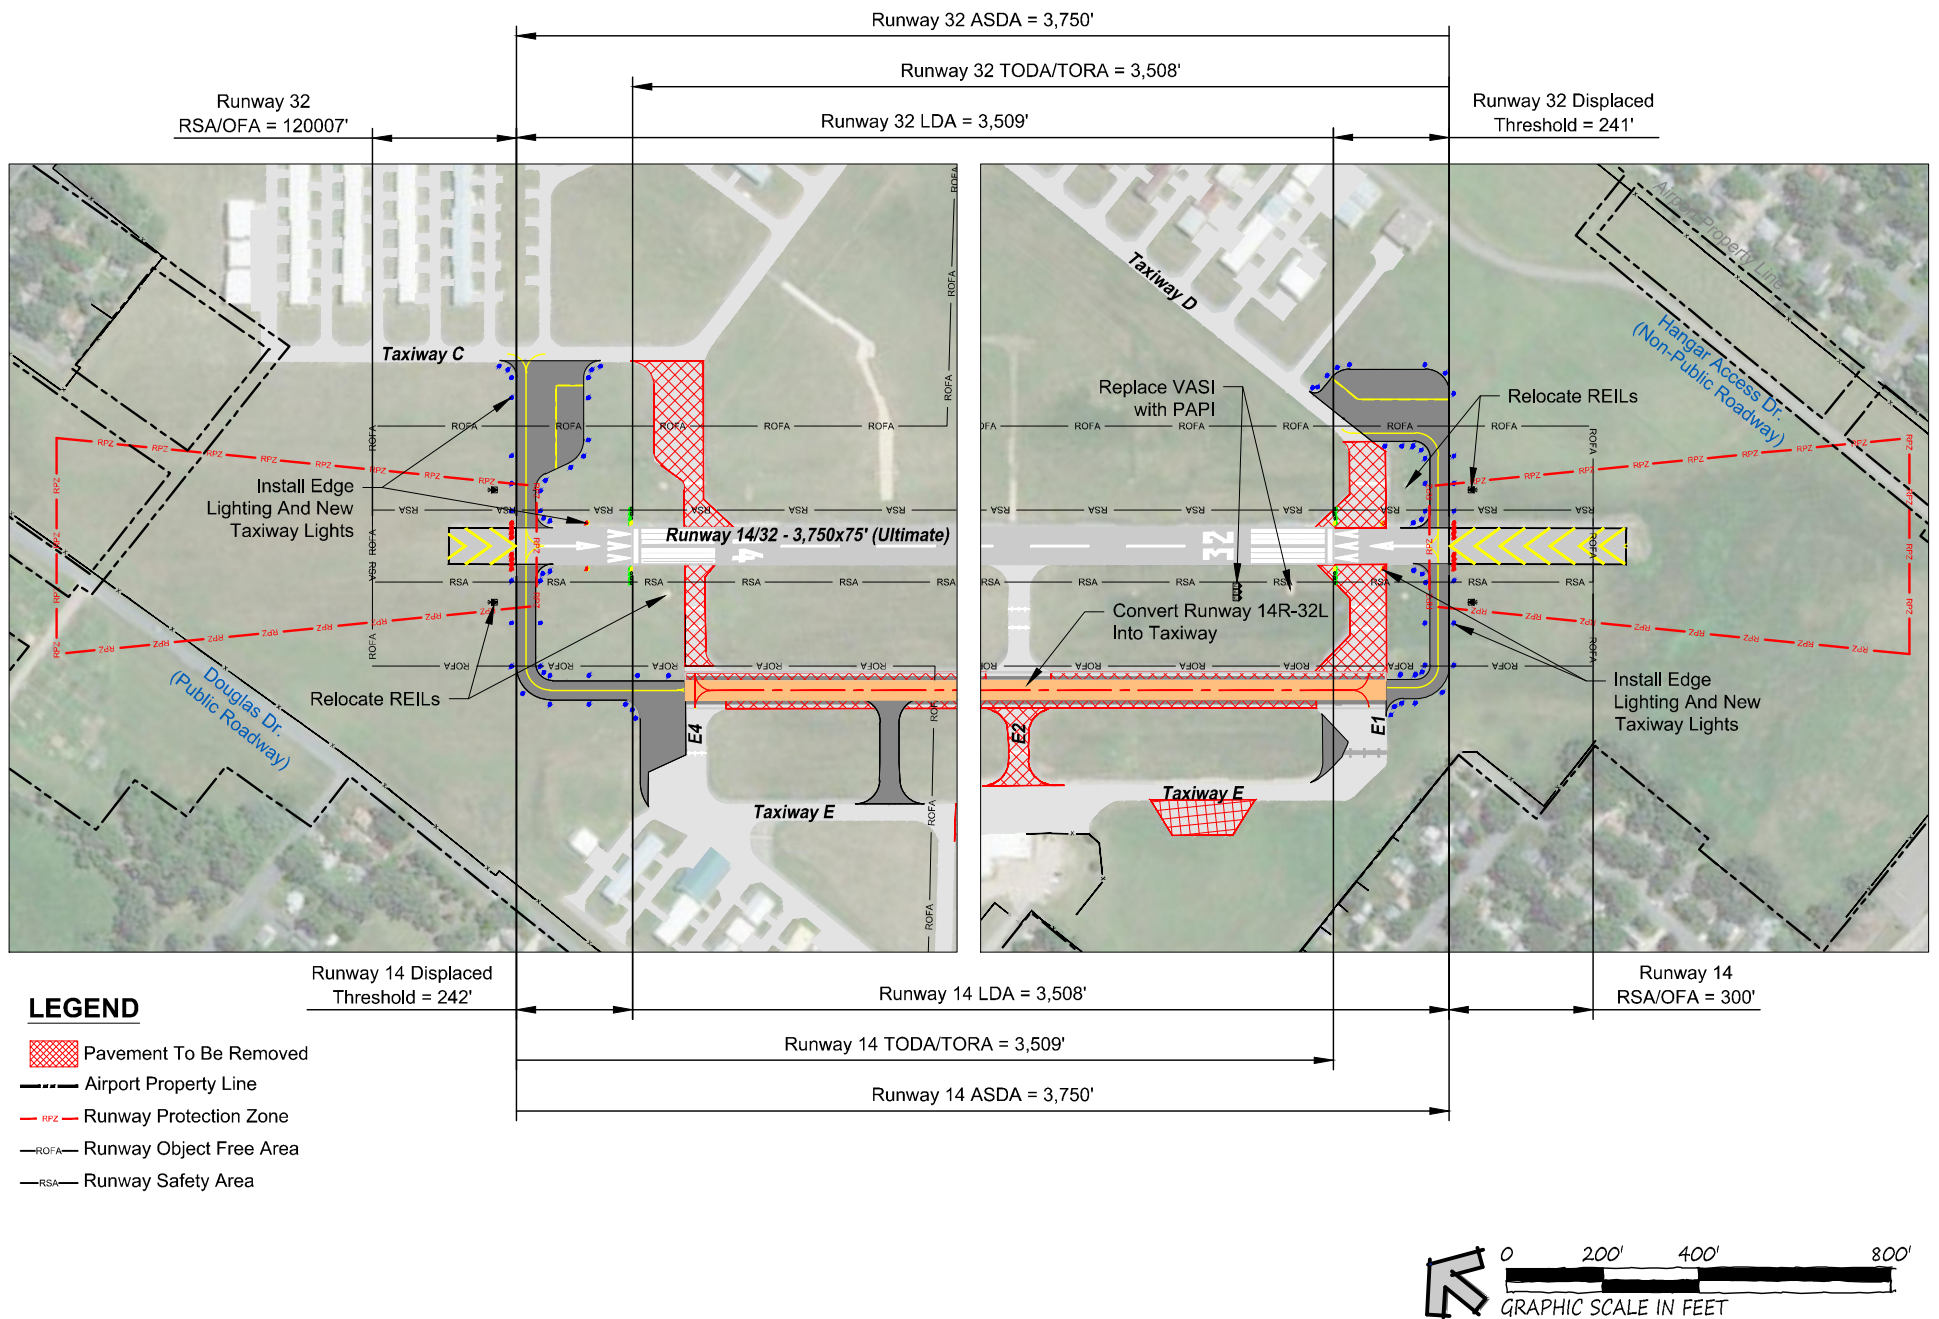 Runway 32 ASDA = 3,750'
Runway 32 TODA/TORA = 3,508'
Runway 32
RSA/OFA = 120007'
Runway 32 LDA = 3,509'
Runway 32 Displaced
Threshold = 241'
Airport Property Line
Hangar Access Dr.
(Non-Public Roadway)
Taxiway C
Taxiway D
Replace VASI
with PAPI
Relocate REILs
Install Edge
Lighting And New
Taxiway Lights
Runway 14/32 - 3,750x75' (Ultimate)
14
32
Convert Runway 14R-32L
Into Taxiway
Relocate REILs
Install Edge
Lighting And New
Taxiway Lights
Douglas Dr.
(Public Roadway)
E4
E2
E1
Taxiway E
Taxiway E
ROFA
RSA
RPZ
Runway 14 Displaced
Threshold = 242'
Runway 14 LDA = 3,508'
Runway 14
RSA/OFA = 300'
Runway 14 TODA/TORA = 3,509'
Runway 14 ASDA = 3,750'
LEGEND
Pavement To Be Removed
Airport Property Line
RPZ Runway Protection Zone
ROFA Runway Object Free Area
RSA Runway Safety Area
0 200' 400' 800'
GRAPHIC SCALE IN FEET